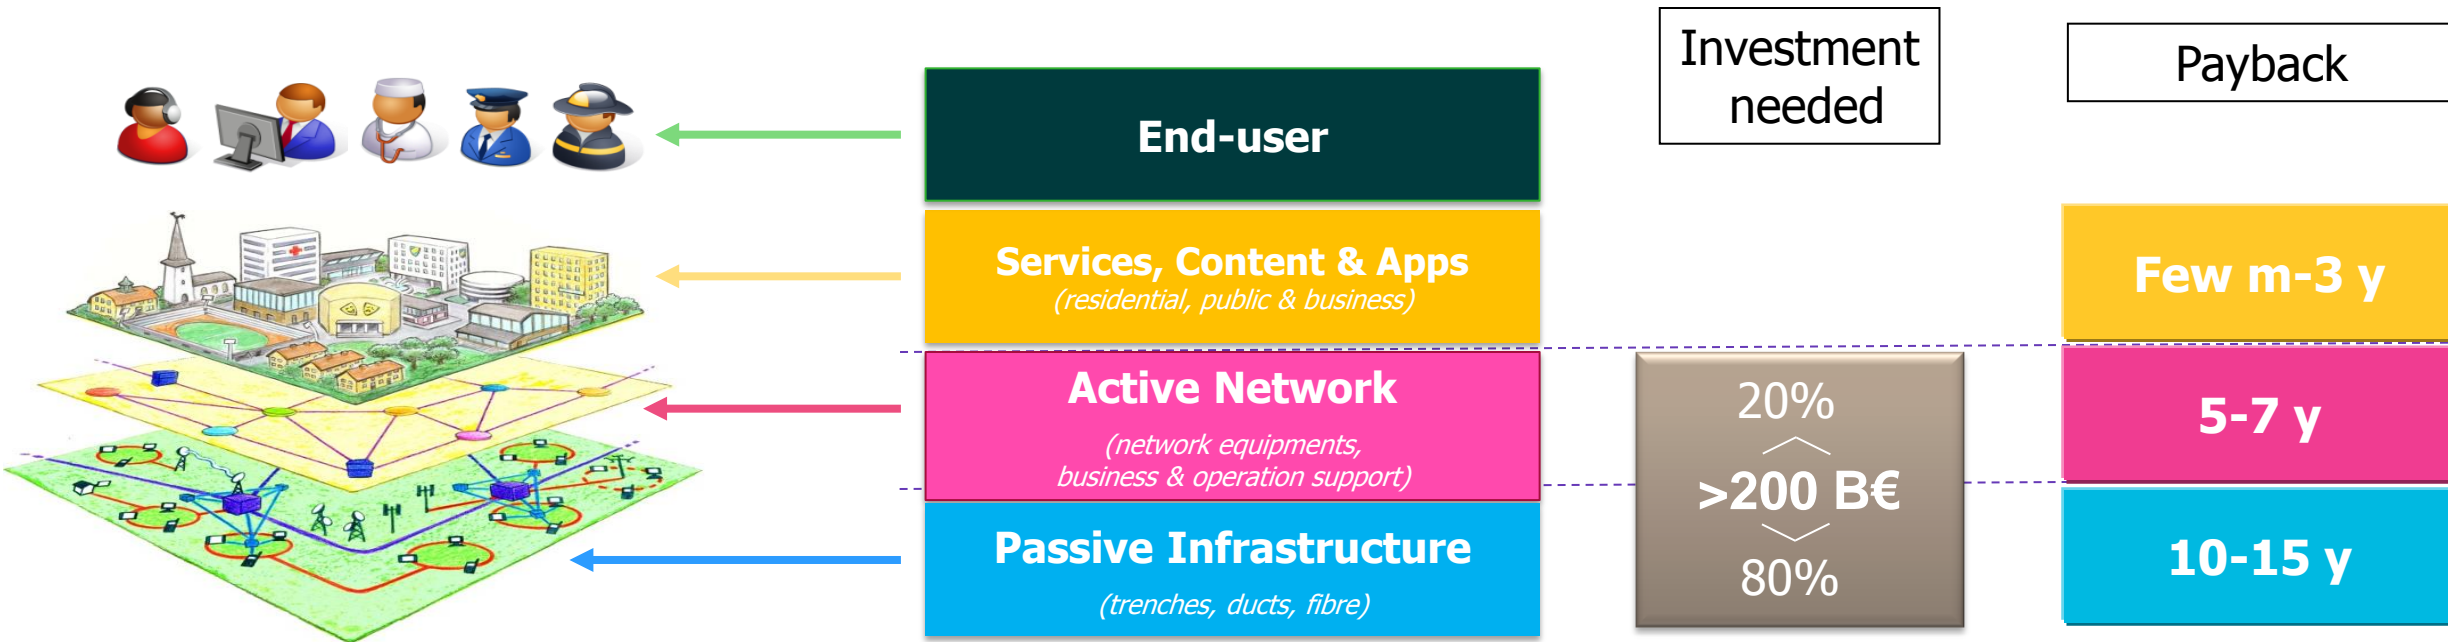 Investment
needed
Payback
End-user
Services, Content & Apps
(residential, public & business)
Few m-3 y
Active Network
(network equipments,
business & operation support)
20%
>200 B€
80%
5-7 y
Passive Infrastructure
(trenches, ducts, fibre)
10-15 y